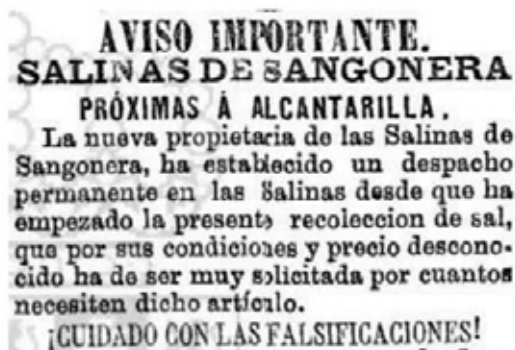 AVISO IMPORTANTE.
SALINAS DE SANGONERA
PRÓXIMAS Á ALCANTARILLA.
La nueva propietaria de las Salinas de
Sangonera, ha establecido un despacho
permanente en las Salinas desde que ha
empezado la presente recoleccion de sal,
que por sus condiciones y precio descono-
cido ha de ser muy solicitada por cuantos
necesiten dicho artículo.
¡CUIDADO CON LAS FALSIFICACIONES!